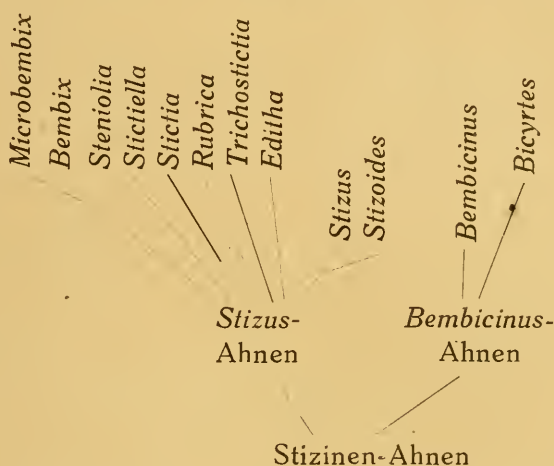 Microbembix
Bembix
Steniolia
Stictiella
Stictia
Rubrica
Trichostictia
Editha
Stizus
Stizoides
Bembicinus
Bicyrtes
Stizus-
Ahnen
Bembicinus-
Ahnen
Stizinen-Ahnen